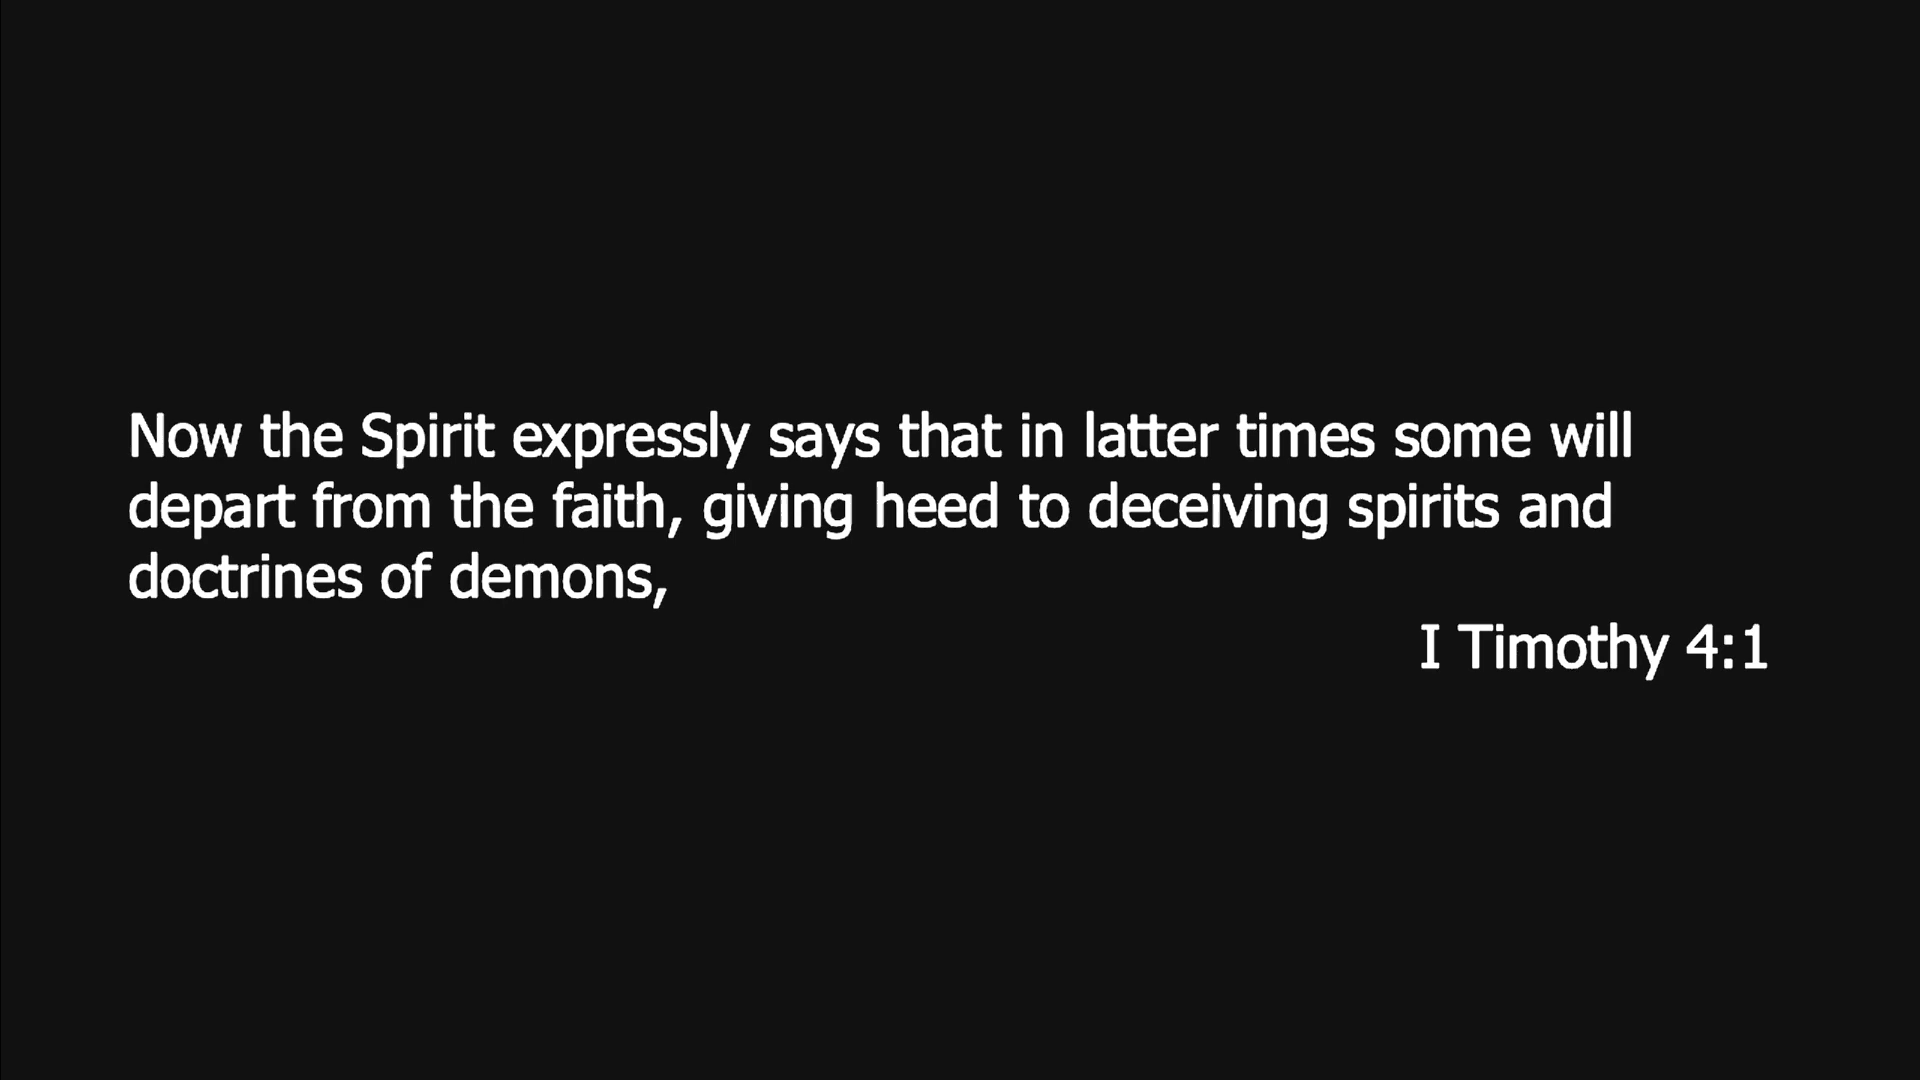 Now the Spirit expressly says that in latter times some will
depart from the faith, giving heed to deceiving spirits and
doctrines of demons,
I Timothy 4:1